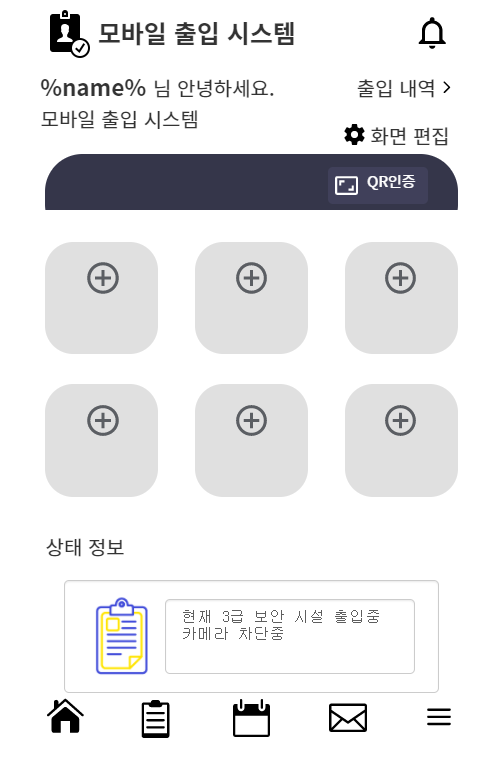 모바일 출입 시스템
%name% 님 안녕하세요.
출입 내역
모바일 출입 시스템
화면 편집
QR인증
상태 정보
현재 3급 보안 시설 출입중
카메라 차단중